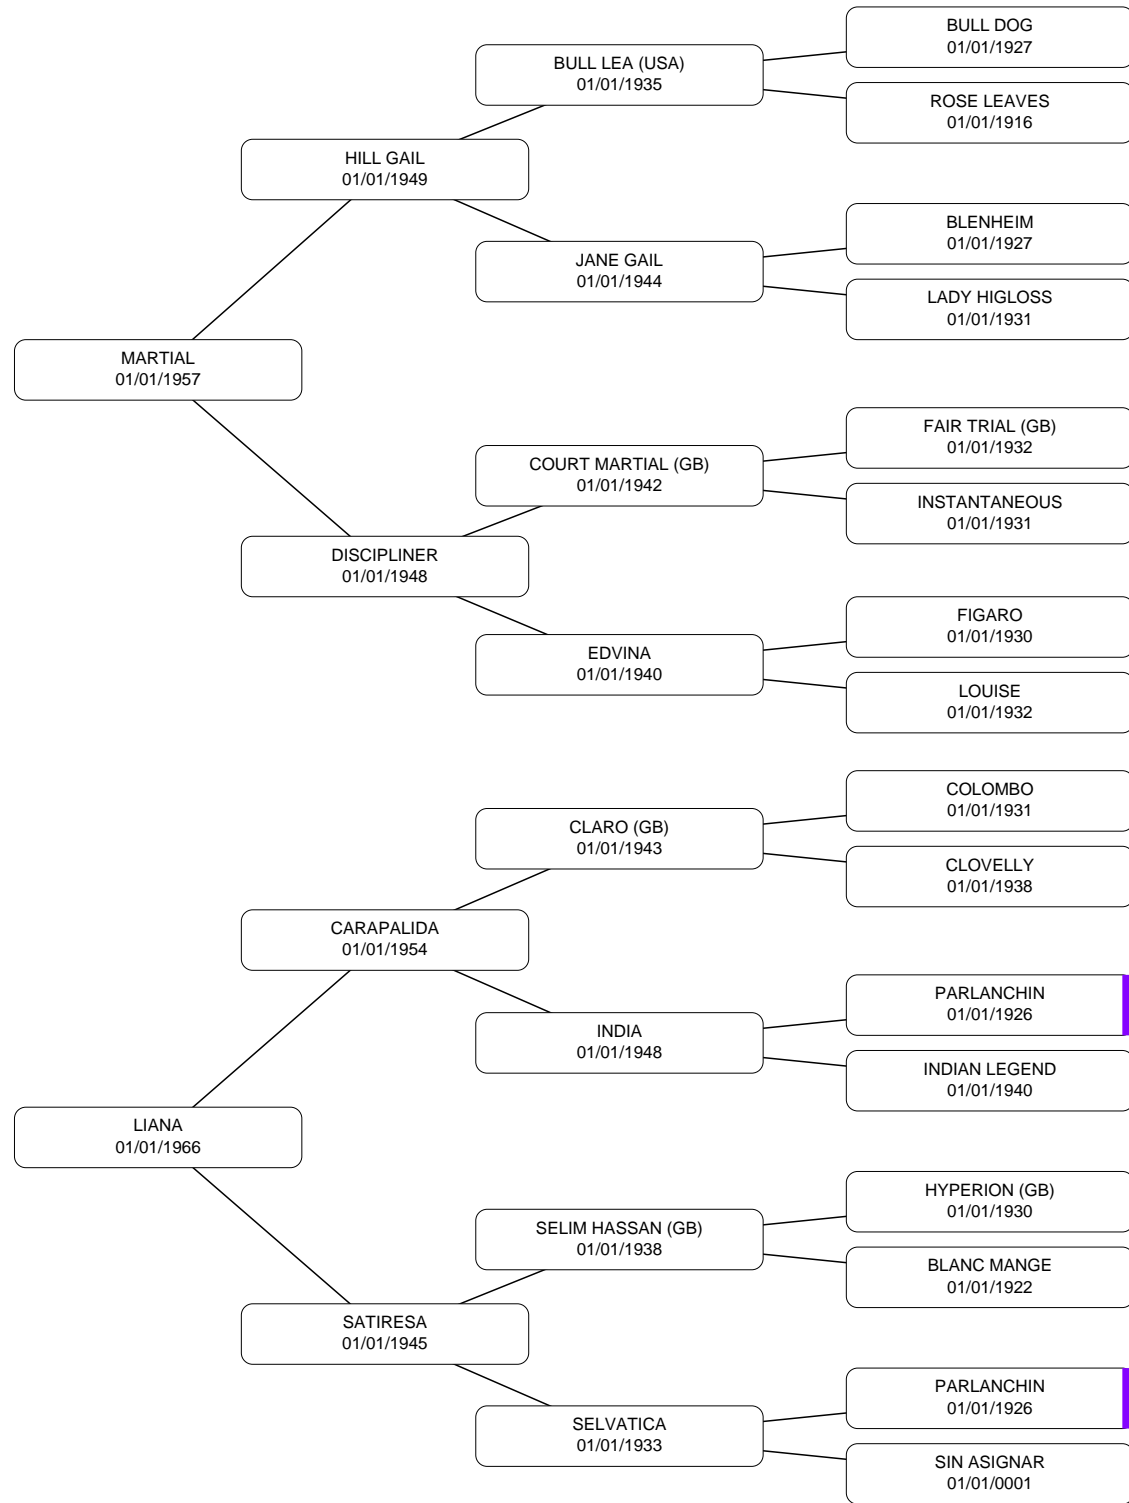 BULL DOG
01/01/1927
BULL LEA (USA)
01/01/1935
ROSE LEAVES
01/01/1916
HILL GAIL
01/01/1949
BLENHEIM
01/01/1927
JANE GAIL
01/01/1944
LADY HIGLOSS
01/01/1931
MARTIAL
01/01/1957
FAIR TRIAL (GB)
01/01/1932
COURT MARTIAL (GB)
01/01/1942
INSTANTANEOUS
01/01/1931
DISCIPLINER
01/01/1948
FIGARO
01/01/1930
EDVINA
01/01/1940
LOUISE
01/01/1932
COLOMBO
01/01/1931
CLARO (GB)
01/01/1943
CLOVELLY
01/01/1938
CARAPALIDA
01/01/1954
PARLANCHIN
01/01/1926
INDIA
01/01/1948
INDIAN LEGEND
01/01/1940
LIANA
01/01/1966
HYPERION (GB)
01/01/1930
SELIM HASSAN (GB)
01/01/1938
BLANC MANGE
01/01/1922
SATIRESA
01/01/1945
PARLANCHIN
01/01/1926
SELVATICA
01/01/1933
SIN ASIGNAR
01/01/0001